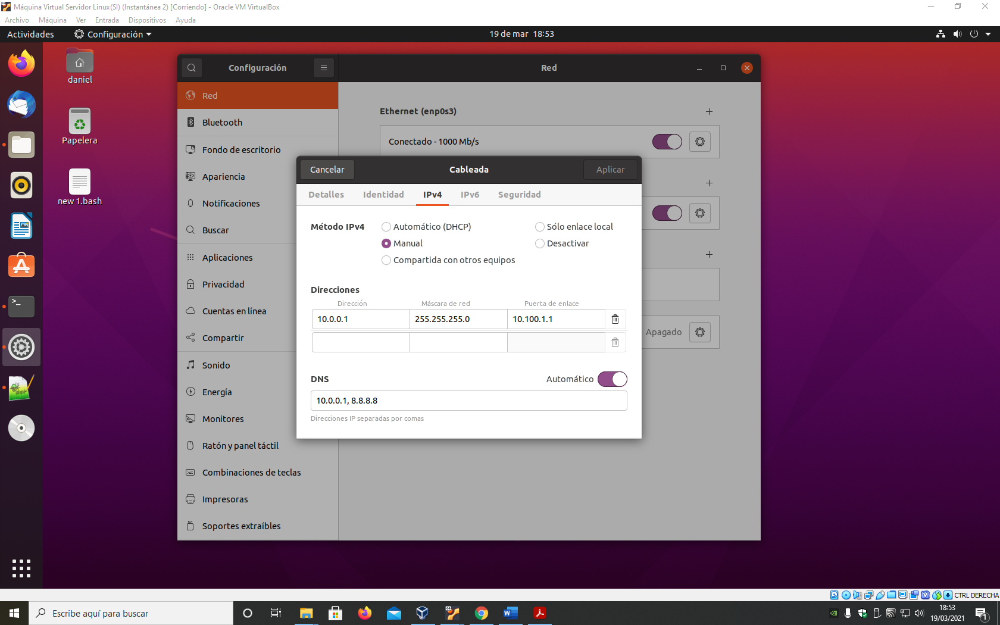 Máquina Virtual Servidor Linux(SI) (Instantánea 2) [Corriendo] - Oracle VM VirtualBox
Archivo Máquina Ver Entrada Dispositivos Ayuda
Actividades Configuración 19 de mar 18:53
daniel
Papelera
new 1.bash
Configuración Red
Red
Bluetooth
Fondo de escritorio
Apariencia
Notificaciones
Buscar
Aplicaciones
Privacidad
Cuentas en línea
Compartir
Sonido
Energía
Monitores
Ratón y panel táctil
Combinaciones de teclas
Impresoras
Soportes extraíbles
Ethernet (enp0s3)
Conectado - 1000 Mb/s
Apagado
Cancelar Cableada Aplicar
Detalles Identidad IPv4 IPv6 Seguridad
Método IPv4 Automático (DHCP) Sólo enlace local
Manual Desactivar
Compartida con otros equipos
Direcciones
Dirección Máscara de red Puerta de enlace
10.0.0.1 255.255.255.0 10.100.1.1
DNS Automático
10.0.0.1, 8.8.8.8
Direcciones IP separadas por comas
CTRL DERECHA
Escribe aquí para buscar
18:53
19/03/2021
1